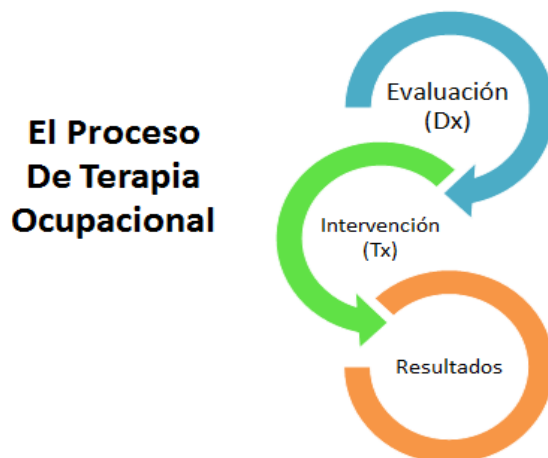 El Proceso
De Terapia
Ocupacional
Evaluación
(Dx)
Intervención
(Tx)
Resultados